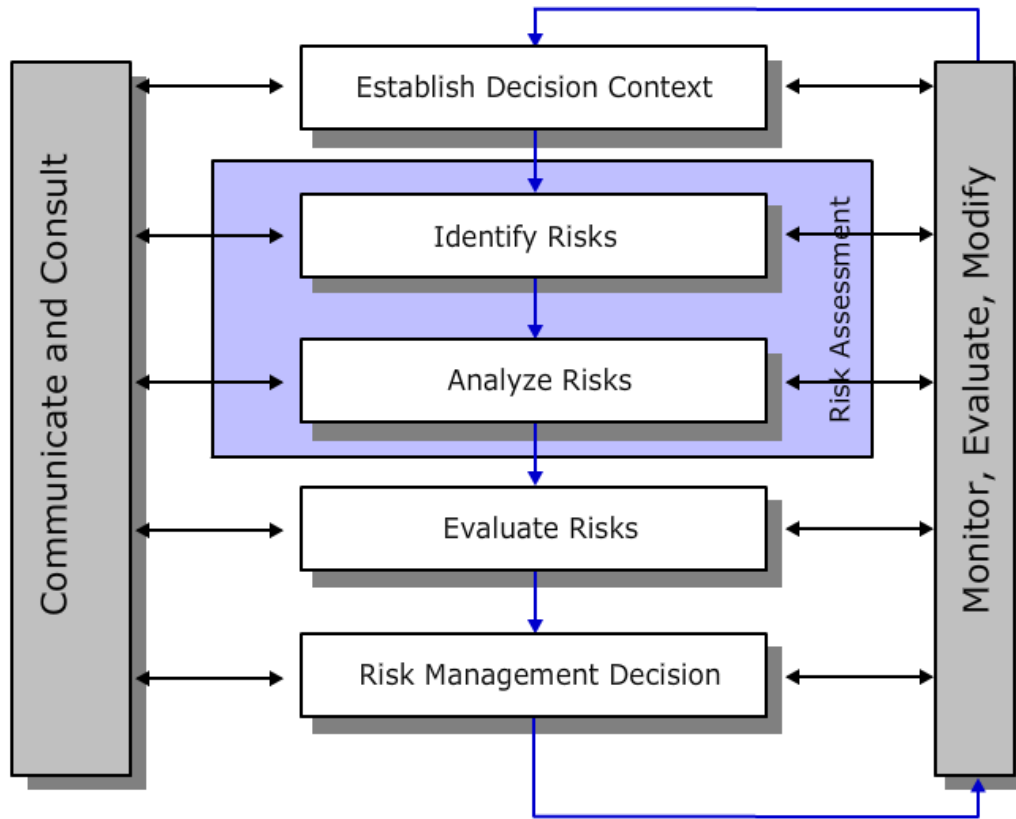 Establish Decision Context
Communicate and Consult
Identify Risks
Risk Assessment
Analyze Risks
Monitor, Evaluate, Modify
Evaluate Risks
Risk Management Decision